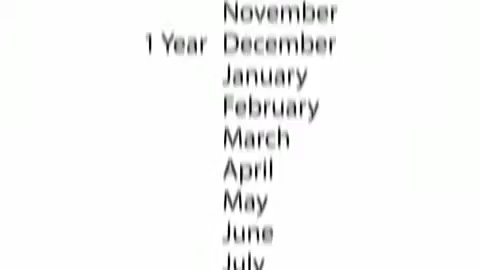 November
1 Year December
January
February
March
April
May
June
July